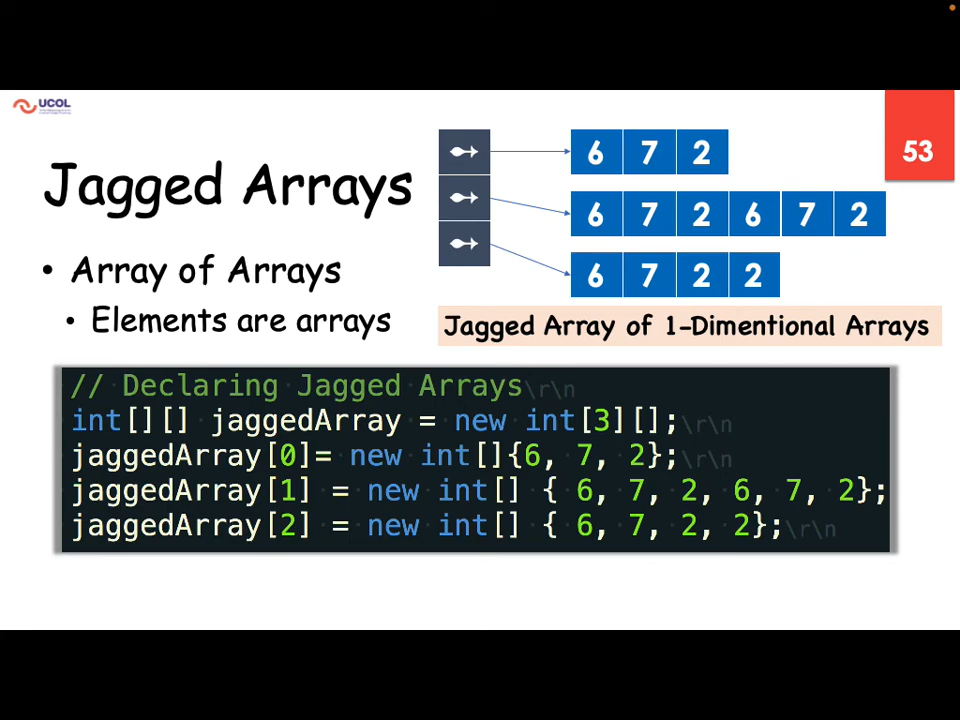 UCOL
53
Jagged Arrays
6 7 2
6 7 2 6 7 2
6 7 2 2
• Array of Arrays
• Elements are arrays
Jagged Array of 1-Dimentional Arrays
// Declaring Jagged Arrays\r\n
int[][] jaggedArray = new int[3][];\r\n
jaggedArray[0]= new int[]{6, 7, 2};\r\n
jaggedArray[1] = new int[] { 6, 7, 2, 6, 7, 2};
jaggedArray[2] = new int[] { 6, 7, 2, 2};\r\n